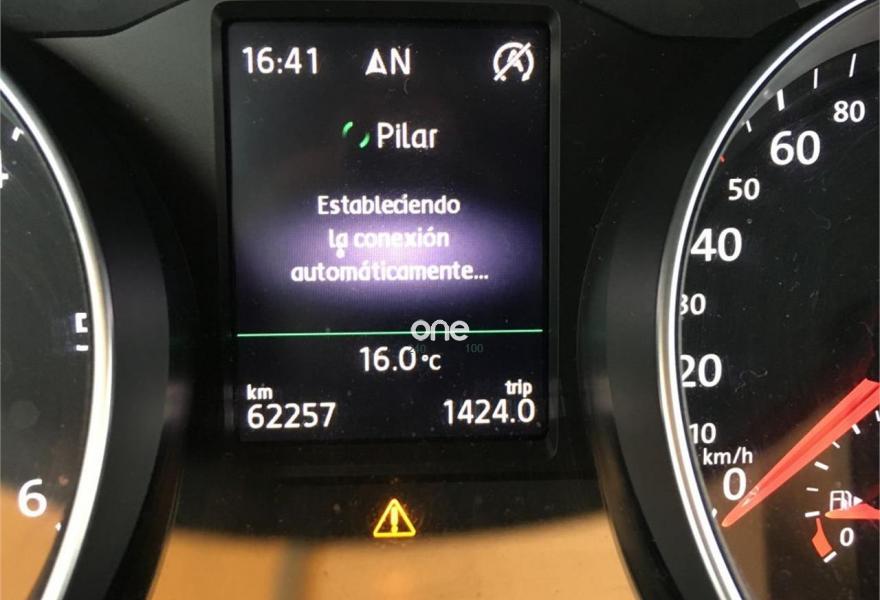 16:41 N
Pilar
Estableciendo
la conexión
automáticamente...
one
16.0 °C
km
62257
trip
1424.0
80
60
50
40
30
20
10
km/h
0
0
6